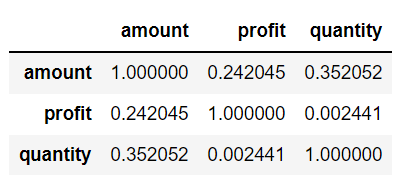 amount profit quantity
amount 1.000000 0.242045 0.352052
profit 0.242045 1.000000 0.002441
quantity 0.352052 0.002441 1.000000